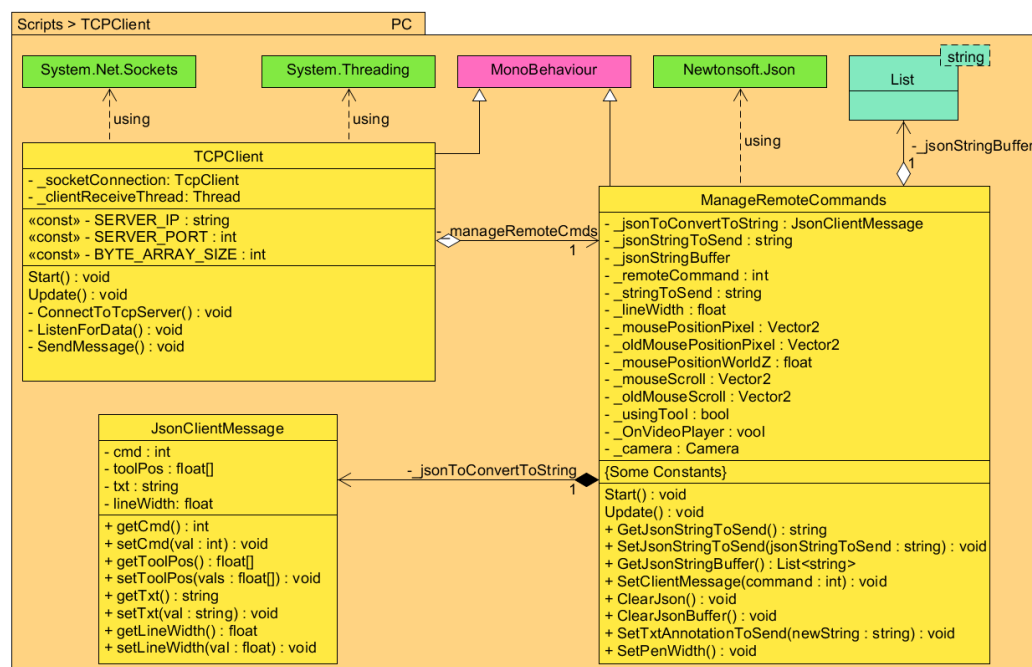 Scripts > TCPClient
PC
System.Net.Sockets
System.Threading
MonoBehaviour
Newtonsoft.Json
string
List
using
using
using
- _jsonStringBuffer
1
TCPClient
- _socketConnection: TcpClient
- _clientReceiveThread: Thread
«const» - SERVER_IP : string
«const» - SERVER_PORT : int
«const» - BYTE_ARRAY_SIZE : int
Start() : void
Update() : void
- ConnectToTcpServer() : void
- ListenForData() : void
- SendMessage() : void
- _manageRemoteCmds
1
ManageRemoteCommands
- _jsonToConvertToString : JsonClientMessage
- _jsonStringToSend : string
- _jsonStringBuffer
- _remoteCommand : int
- _stringToSend : string
- _lineWidth : float
- _mousePositionPixel : Vector2
- _oldMousePositionPixel : Vector2
- _mousePositionWorldZ : float
- _mouseScroll : Vector2
- _oldMouseScroll : Vector2
- _usingTool : bool
- _OnVideoPlayer : vool
- _camera : Camera
{Some Constants}
Start() : void
Update() : void
+ GetJsonStringToSend() : string
+ SetJsonStringToSend(jsonStringToSend : string) : void
+ GetJsonStringBuffer() : List<string>
+ SetClientMessage(command : int) : void
+ ClearJson() : void
+ ClearJsonBuffer() : void
+ SetTxtAnnotationToSend(newString : string) : void
+ SetPenWidth() : void
- _jsonToConvertToString
1
JsonClientMessage
- cmd : int
- toolPos : float[]
- txt : string
- lineWidth: float
+ getCmd() : int
+ setCmd(val : int) : void
+ getToolPos() : float[]
+ setToolPos(vals : float[]) : void
+ getTxt() : string
+ setTxt(val : string) : void
+ getLineWidth() : float
+ setLineWidth(val : float) : void